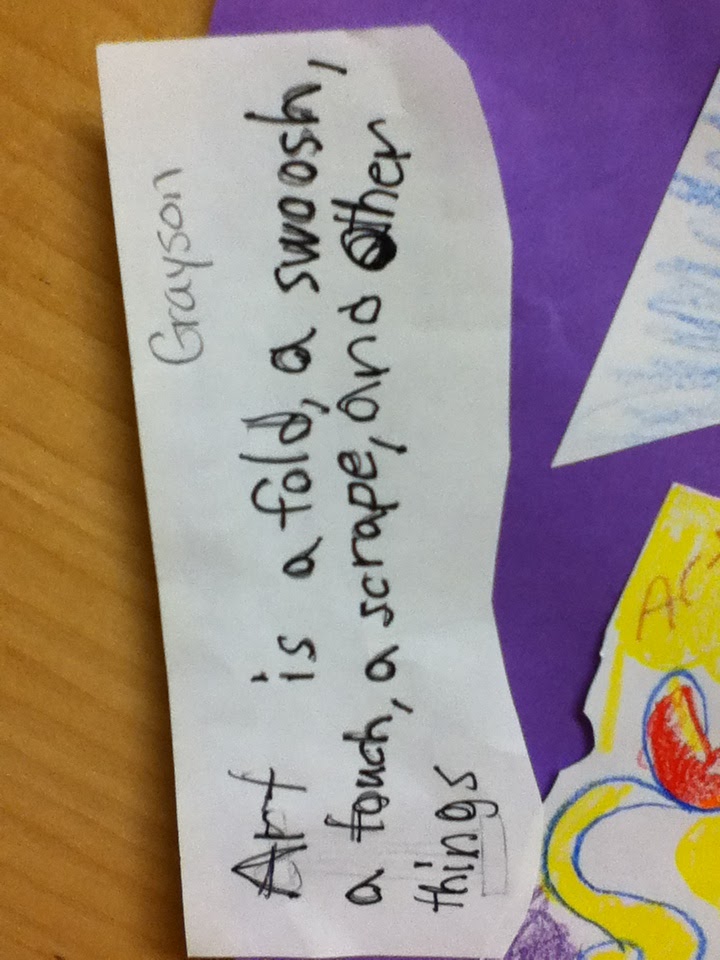 Grayson
Art is a fold, a swoosh,
a touch, a scrape, and other
things